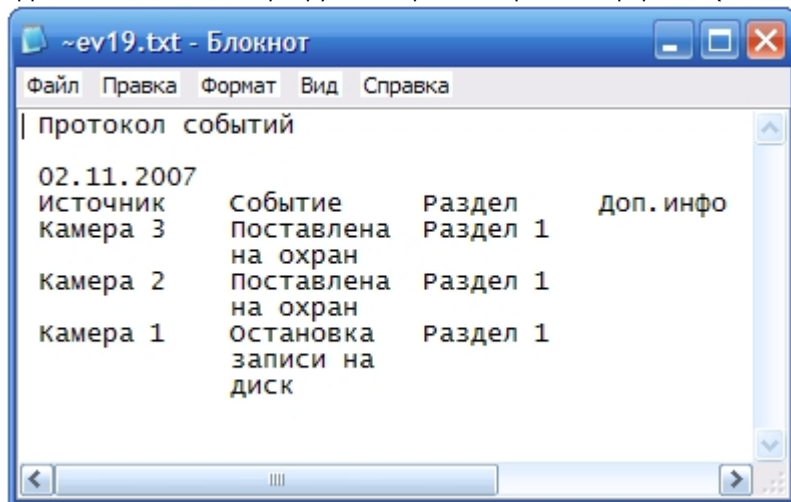 ~ev19.txt - Блокнот
Файл Правка Формат Вид Справка
Протокол событий
02.11.2007
Источник Событие Раздел Доп.инфо
Камера 3 Поставлена Раздел 1
на охран
Камера 2 Поставлена Раздел 1
на охран
Камера 1 Остановка Раздел 1
записи на
диск